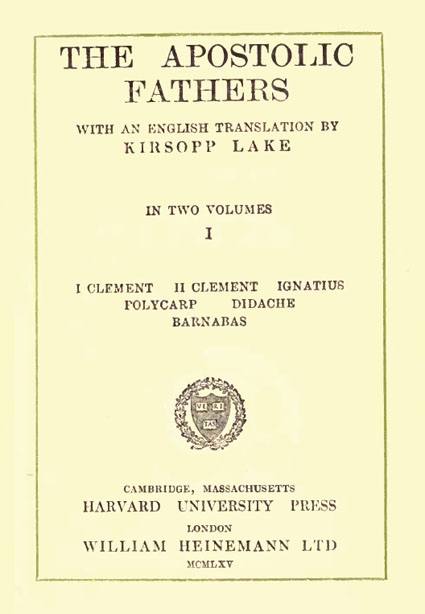 THE APOSTOLIC
FATHERS
WITH AN ENGLISH TRANSLATION BY
KIRSOPP LAKE
IN TWO VOLUMES
I
I CLEMENT II CLEMENT IGNATIUS
POLYCARP DIDACHE
BARNABAS
VE RI
TAS
CAMBRIDGE, MASSACHUSETTS
HARVARD UNIVERSITY PRESS
LONDON
WILLIAM HEINEMANN LTD
MCMLXV